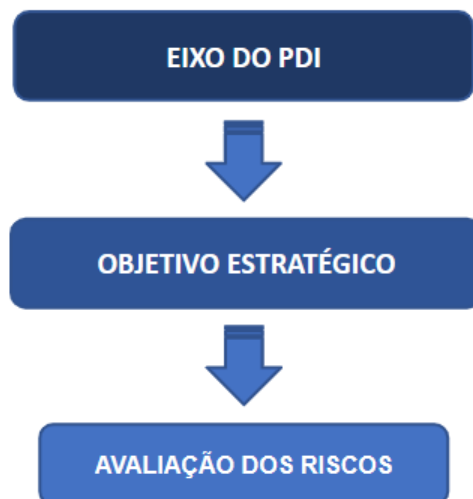 EIXO DO PDI
OBJETIVO ESTRATÉGICO
AVALIAÇÃO DOS RISCOS